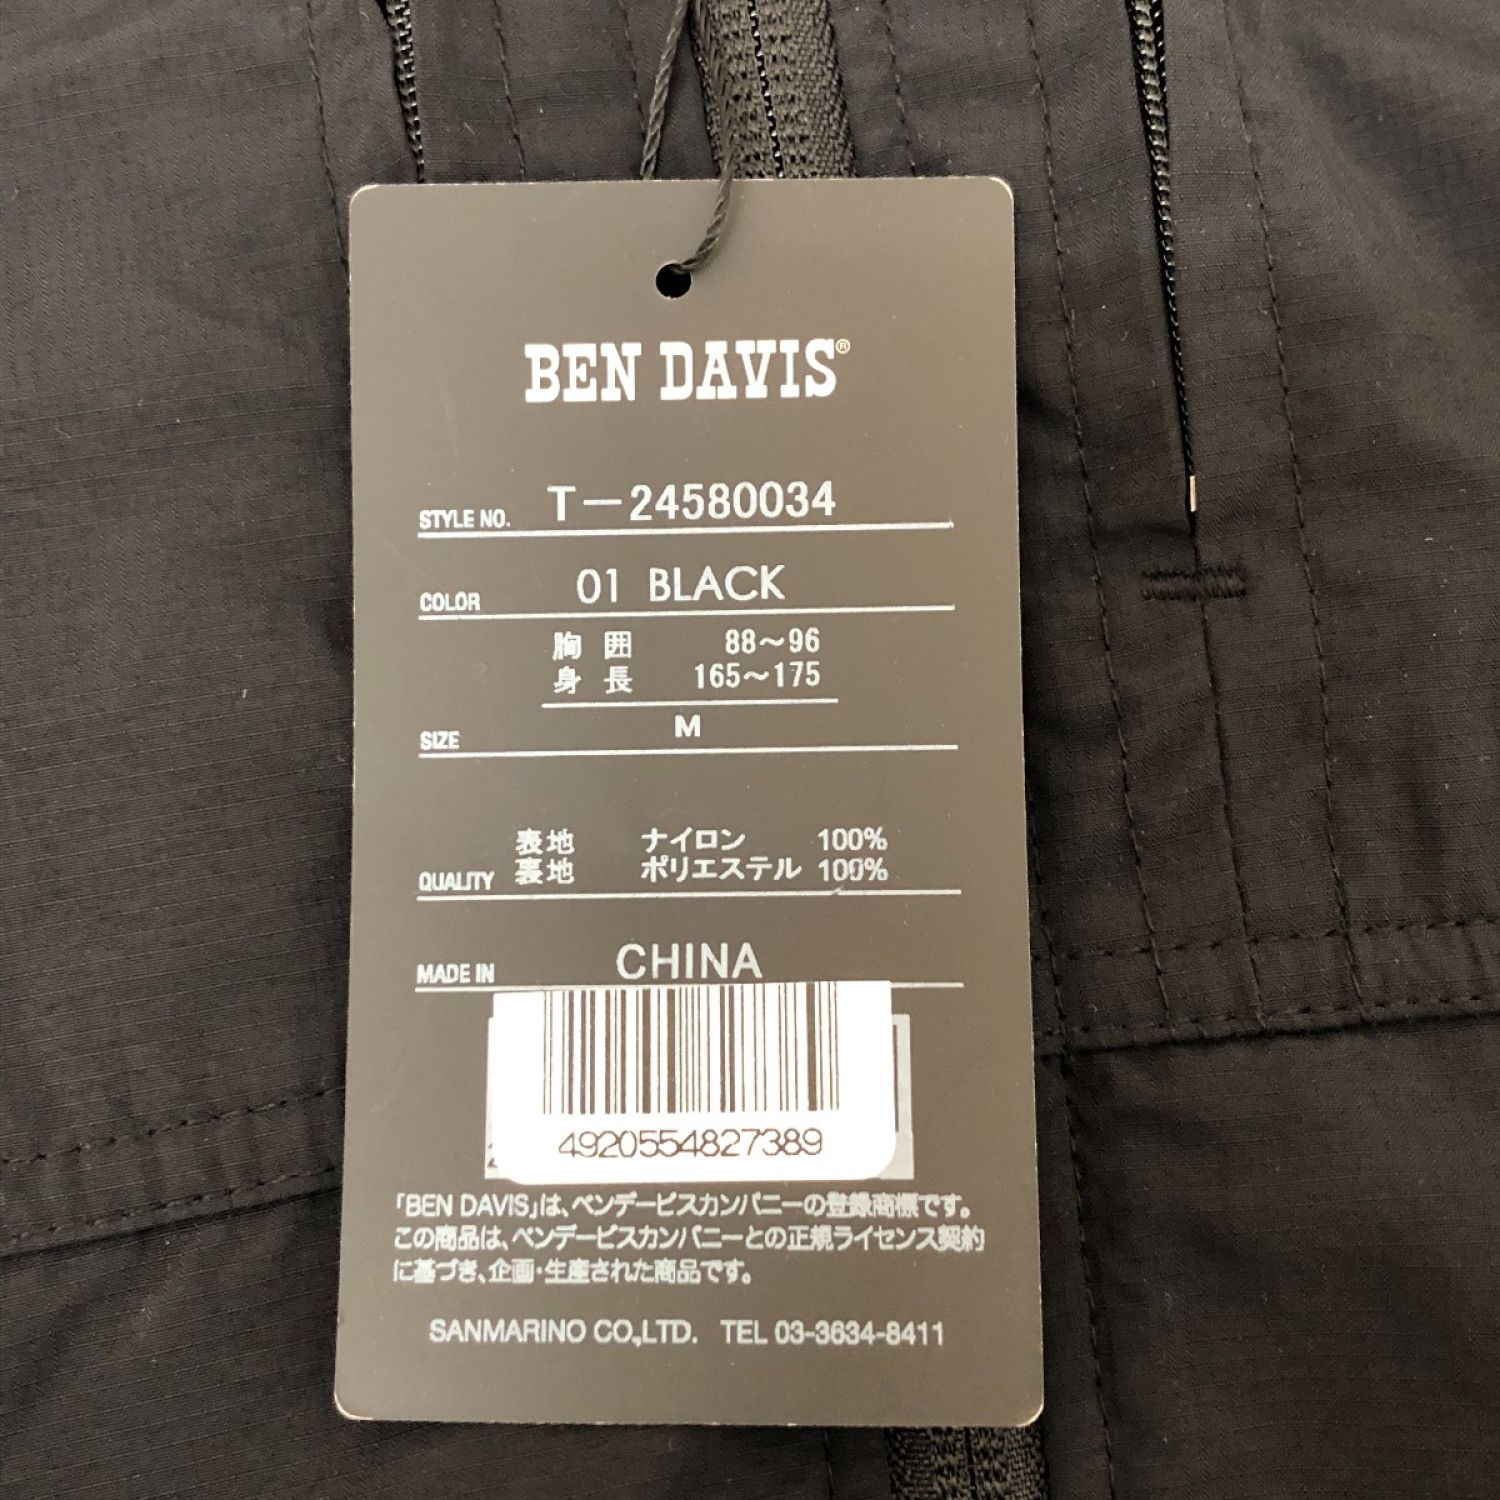 BEN DAVIS®
STYLE NO. T-24580034
COLOR 01 BLACK
胸囲 88~96
身長 165~175
SIZE M
表地 ナイロン 100%
QUALITY 裏地 ポリエステル 100%
MADE IN CHINA
4920554827389
「BEN DAVIS」は、ベンデービスカンパニーの登録商標です。
この商品は、ベンデービスカンパニーとの正規ライセンス契約
に基づき、企画・生産された商品です。
SANMARINO CO.,LTD. TEL 03-3634-8411